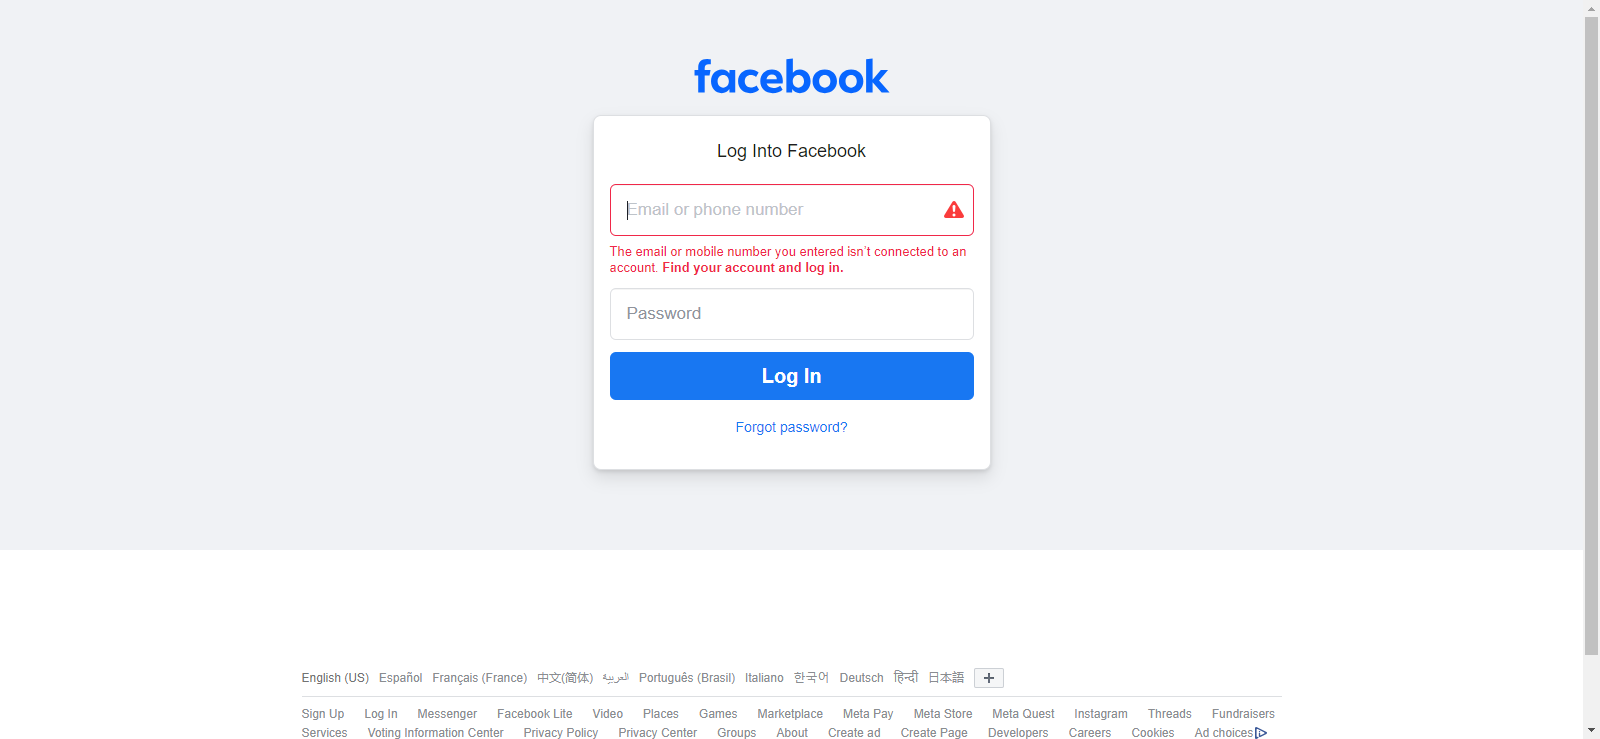 facebook
Log Into Facebook
Email or phone number
The email or mobile number you entered isn't connected to an
account. Find your account and log in.
Password
Log In
Forgot password?
English (US) Español Français (France) 中文(简体) العربية Português (Brasil) Italiano 한국어 Deutsch हिन्दी 日本語
Sign Up Log In Messenger Facebook Lite Video Places Games Marketplace Meta Pay Meta Store Meta Quest Instagram Threads Fundraisers
Services Voting Information Center Privacy Policy Privacy Center Groups About Create ad Create Page Developers Careers Cookies Ad choices